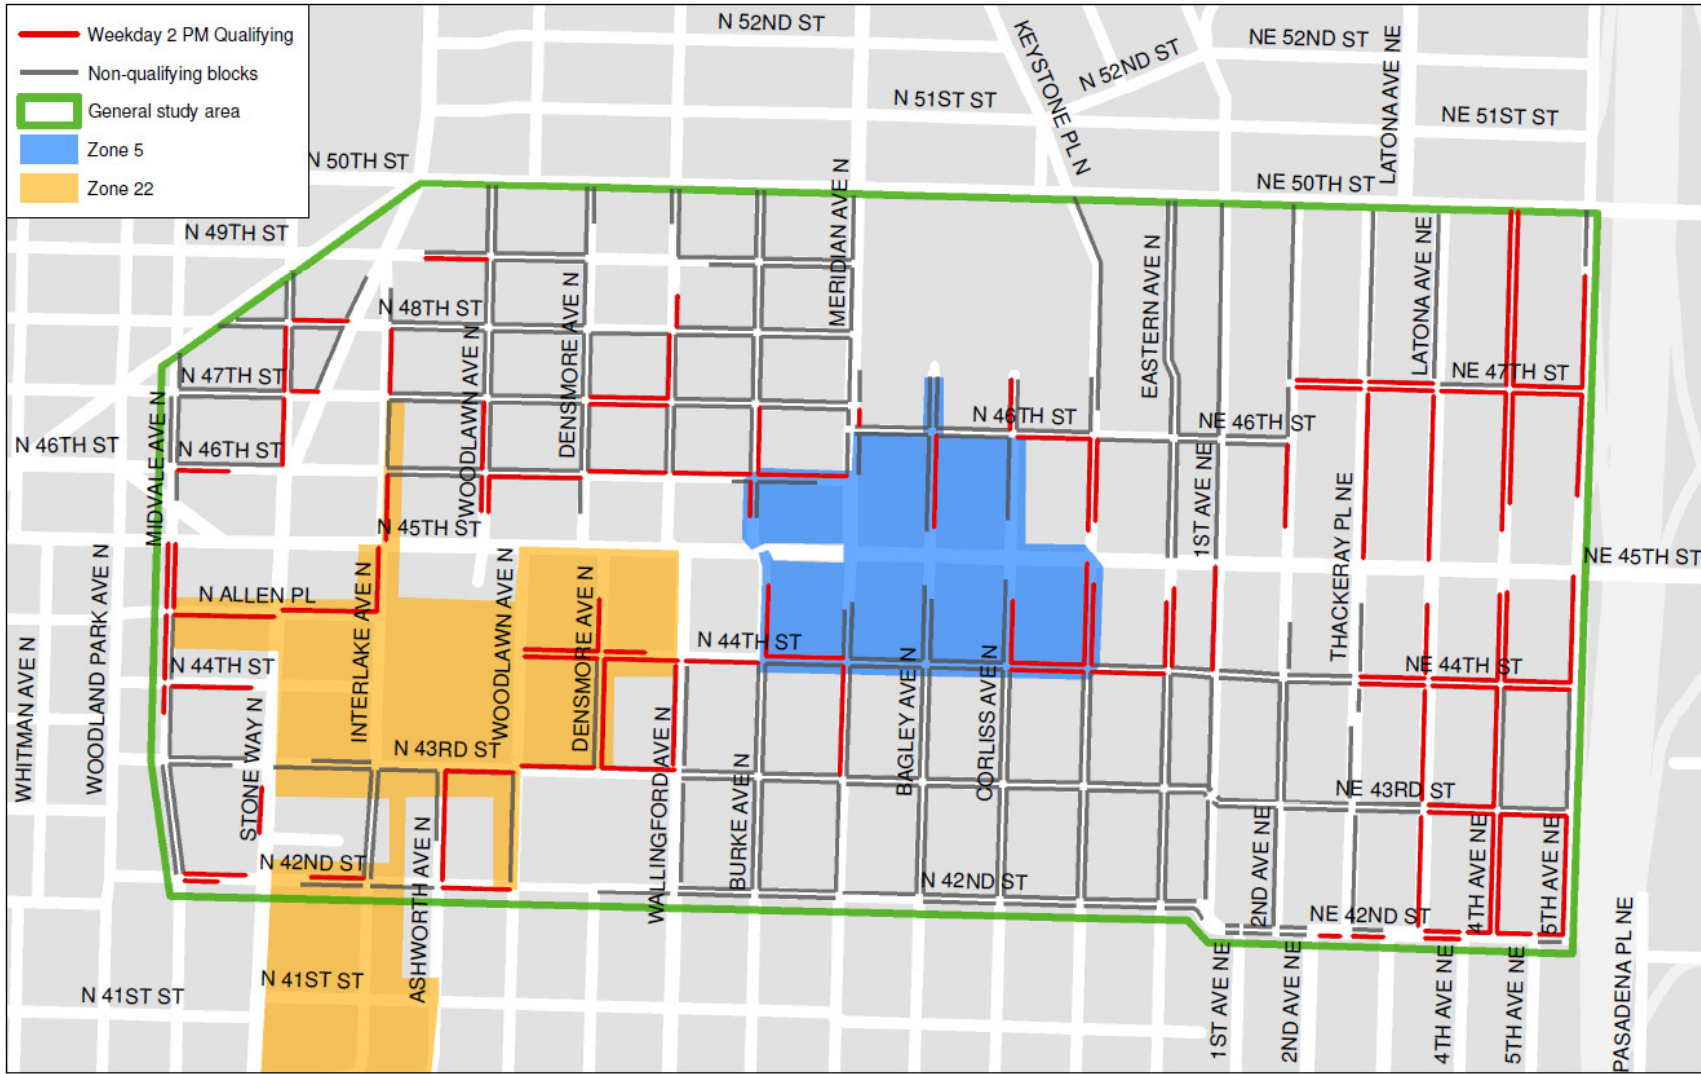 Weekday 2 PM Qualifying
Non-qualifying blocks
General study area
Zone 5
Zone 22
N 52ND ST
KEYSTONE PL N
N 52ND ST
NE 52ND ST
LATONA AVE NE
N 51ST ST
NE 51ST ST
N 50TH ST
NE 50TH ST
MERIDIAN AVE N
N 49TH ST
EASTERN AVE N
LATONA AVE NE
N 48TH ST
DENSMORE AVE N
WOODLAWN AVE N
N 47TH ST
NE 47TH ST
MIDVALE AVE N
N 46TH ST
N 46TH ST
N 46TH ST
NE 46TH ST
1ST AVE NE
THACKERAY PL NE
N 45TH ST
NE 45TH ST
WOODLAND PARK AVE N
N ALLEN PL
INTERLAKE AVE N
WOODLAWN AVE N
DENSMORE AVE N
WHITMAN AVE N
N 44TH ST
N 44TH ST
NE 44TH ST
STONE WAY N
N 43RD ST
WALLINGFORD AVE N
BURKE AVE N
BAGLEY AVE N
CORLISS AVE N
NE 43RD ST
N 42ND ST
ASHWORTH AVE N
N 42ND ST
2ND AVE NE
NE 42ND ST
4TH AVE NE
5TH AVE NE
N 41ST ST
N 41ST ST
1ST AVE NE
2ND AVE NE
4TH AVE NE
5TH AVE NE
PASADENA PL NE